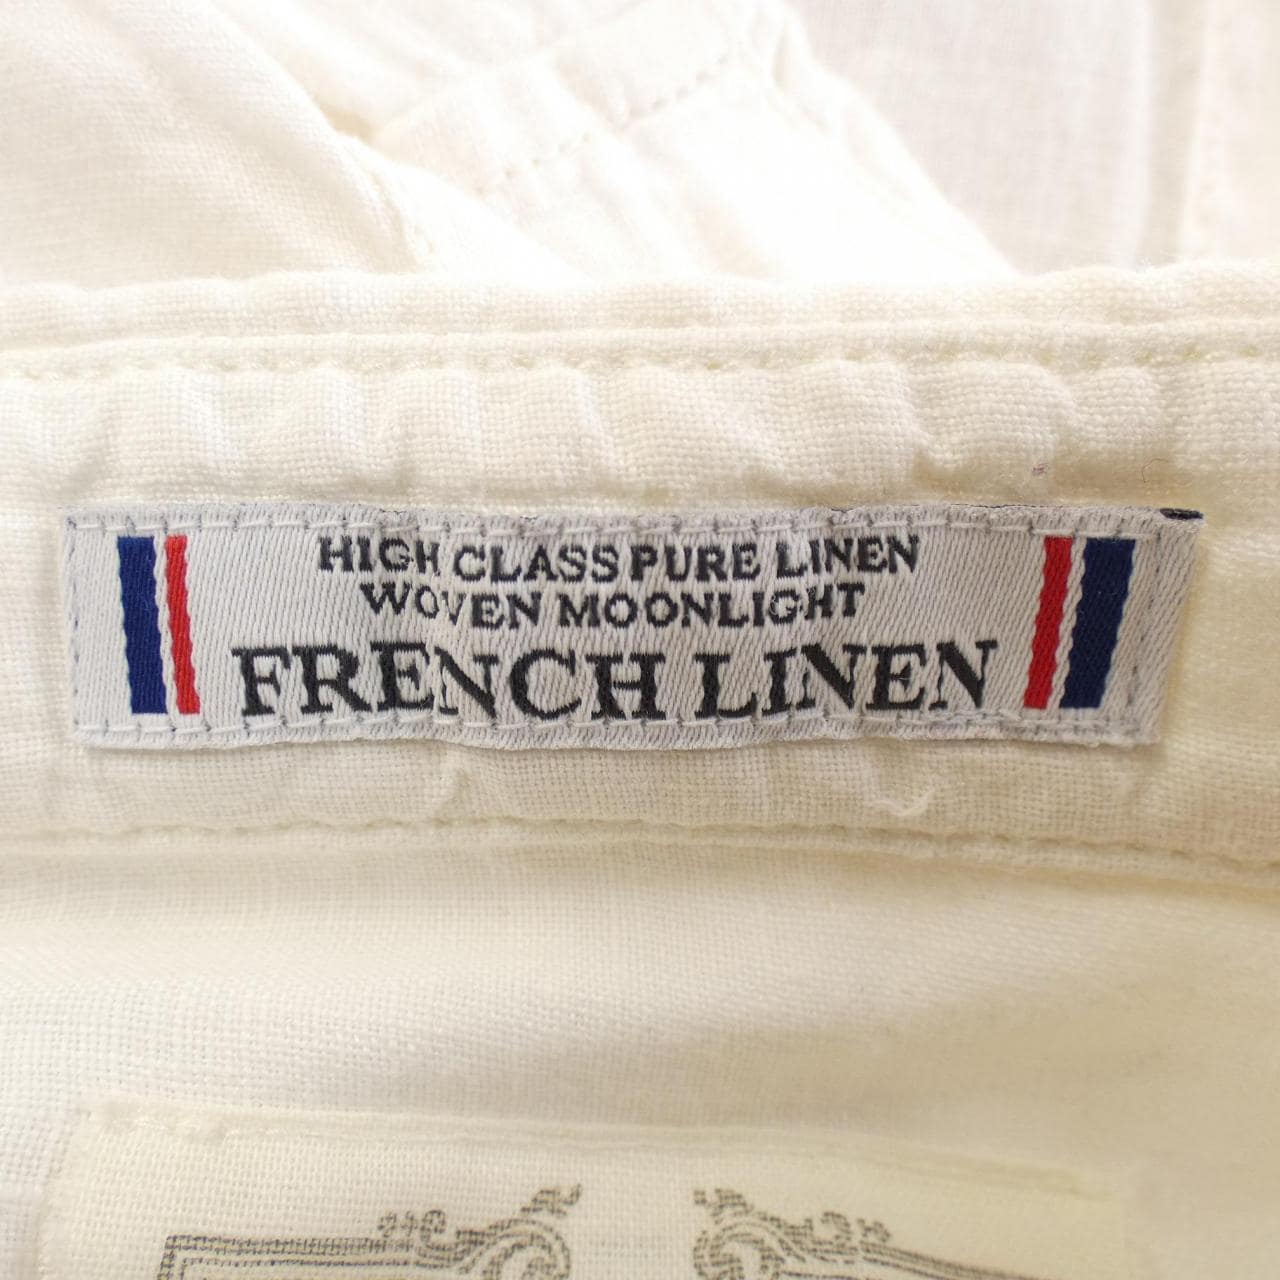 HIGH CLASS PURE LINEN
WOVEN MOONLIGHT
FRENCH LINEN